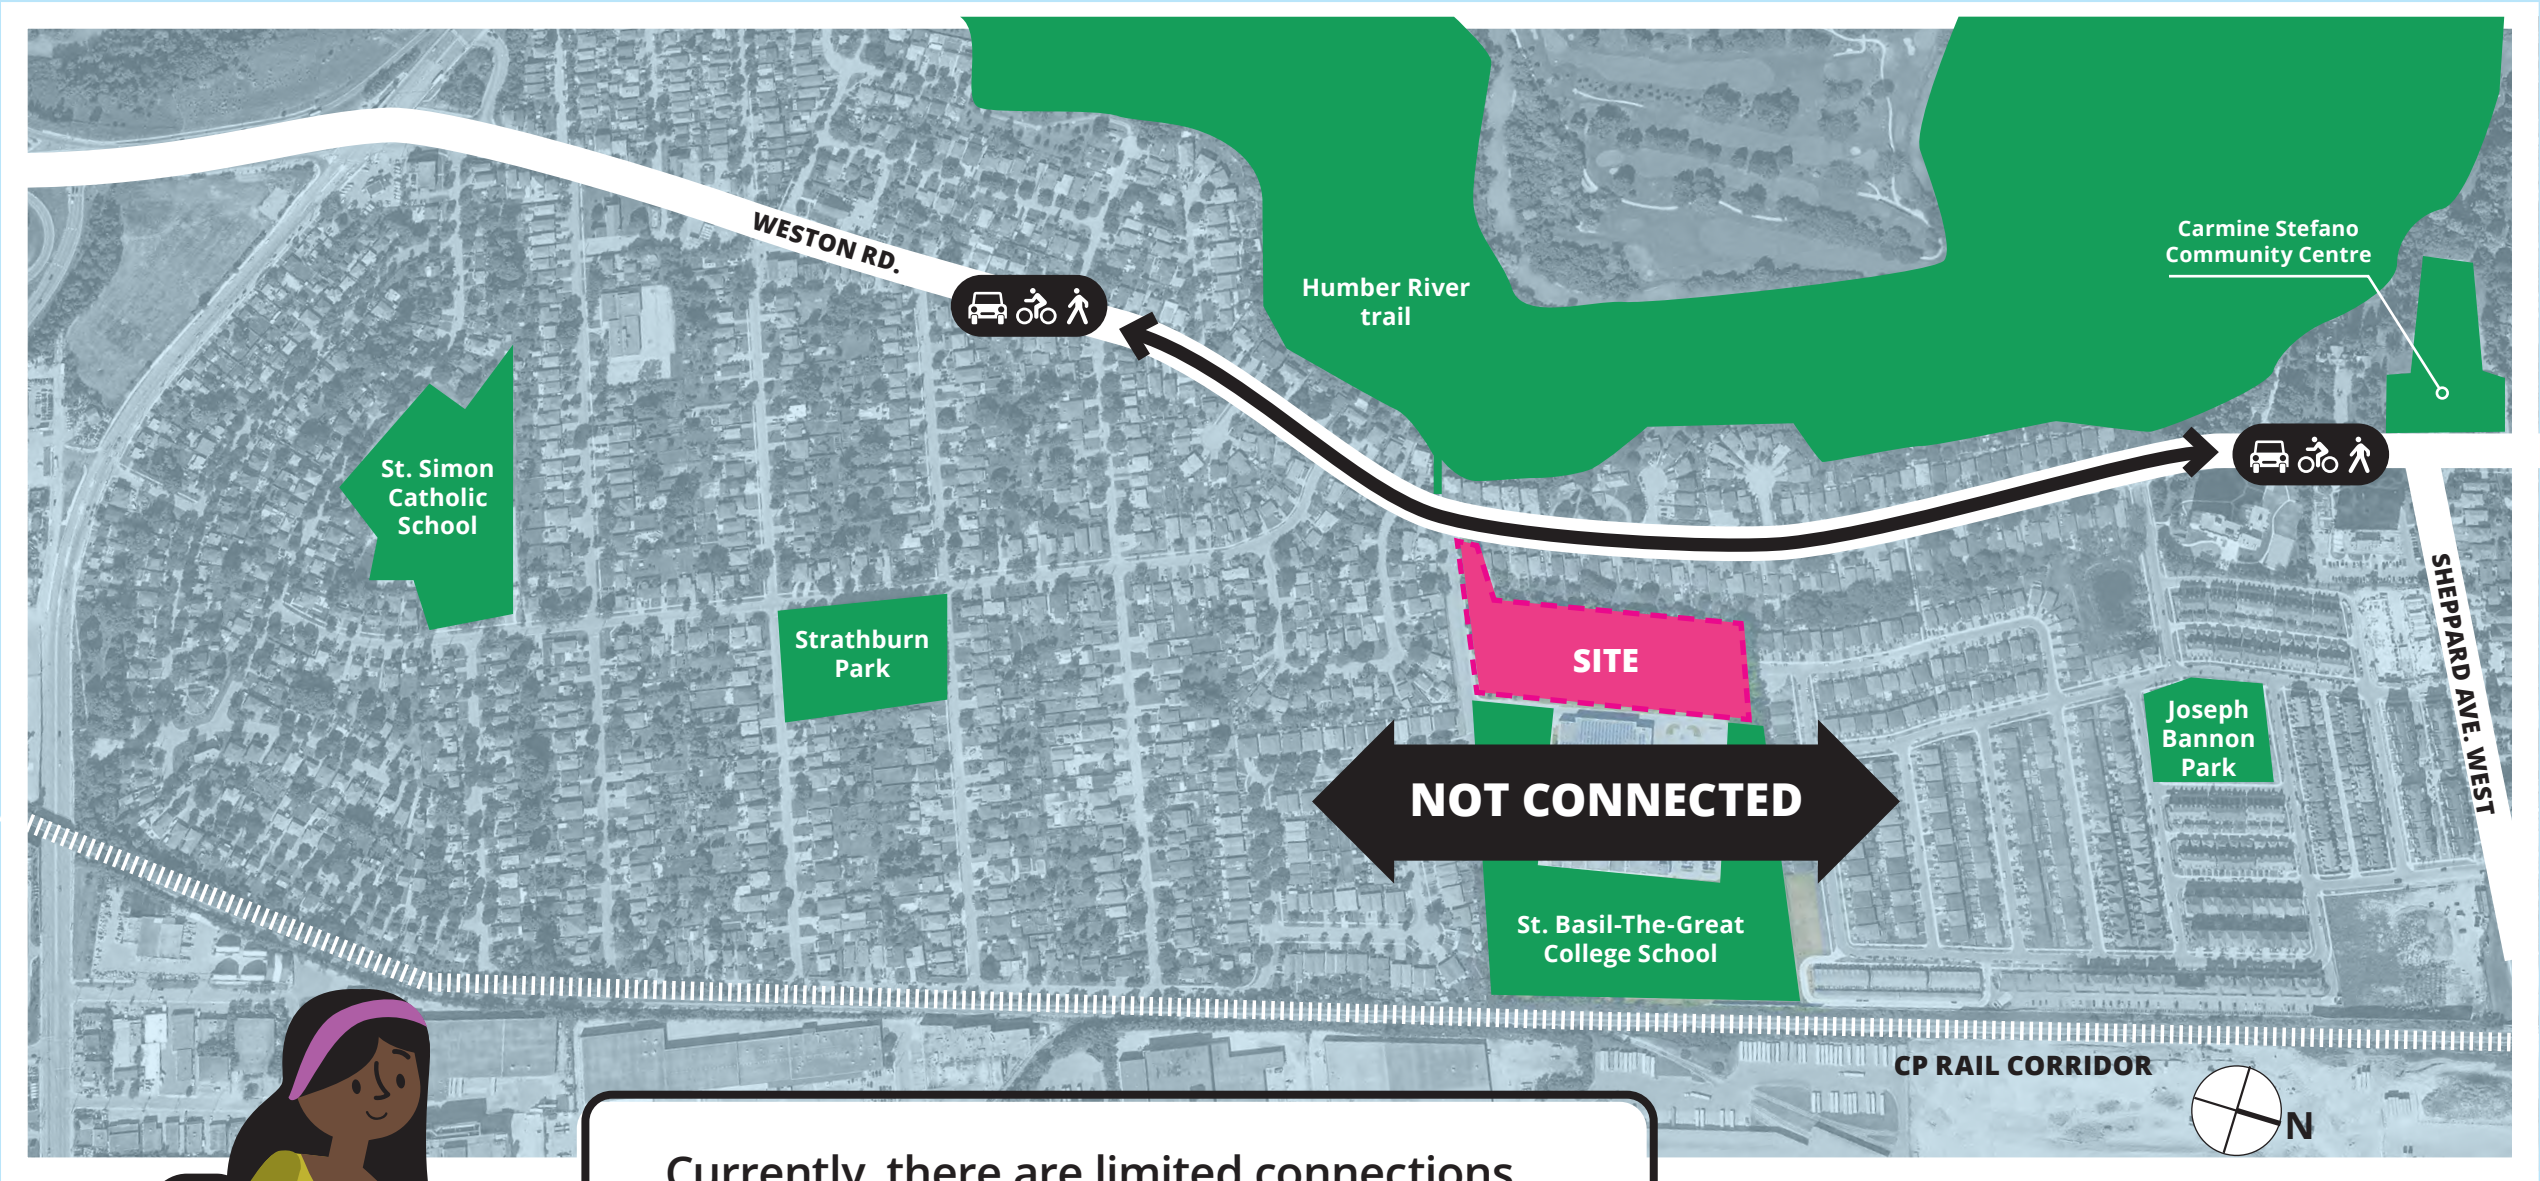 WESTON RD.
Carmine Stefano
Community Centre
Humber River
trail
St. Simon
Catholic
School
Strathburn
Park
SITE
SHEPPARD AVE. WEST
Joseph
Bannon
Park
NOT CONNECTED
St. Basil-The-Great
College School
CP RAIL CORRIDOR
N
Currently, there are limited connections